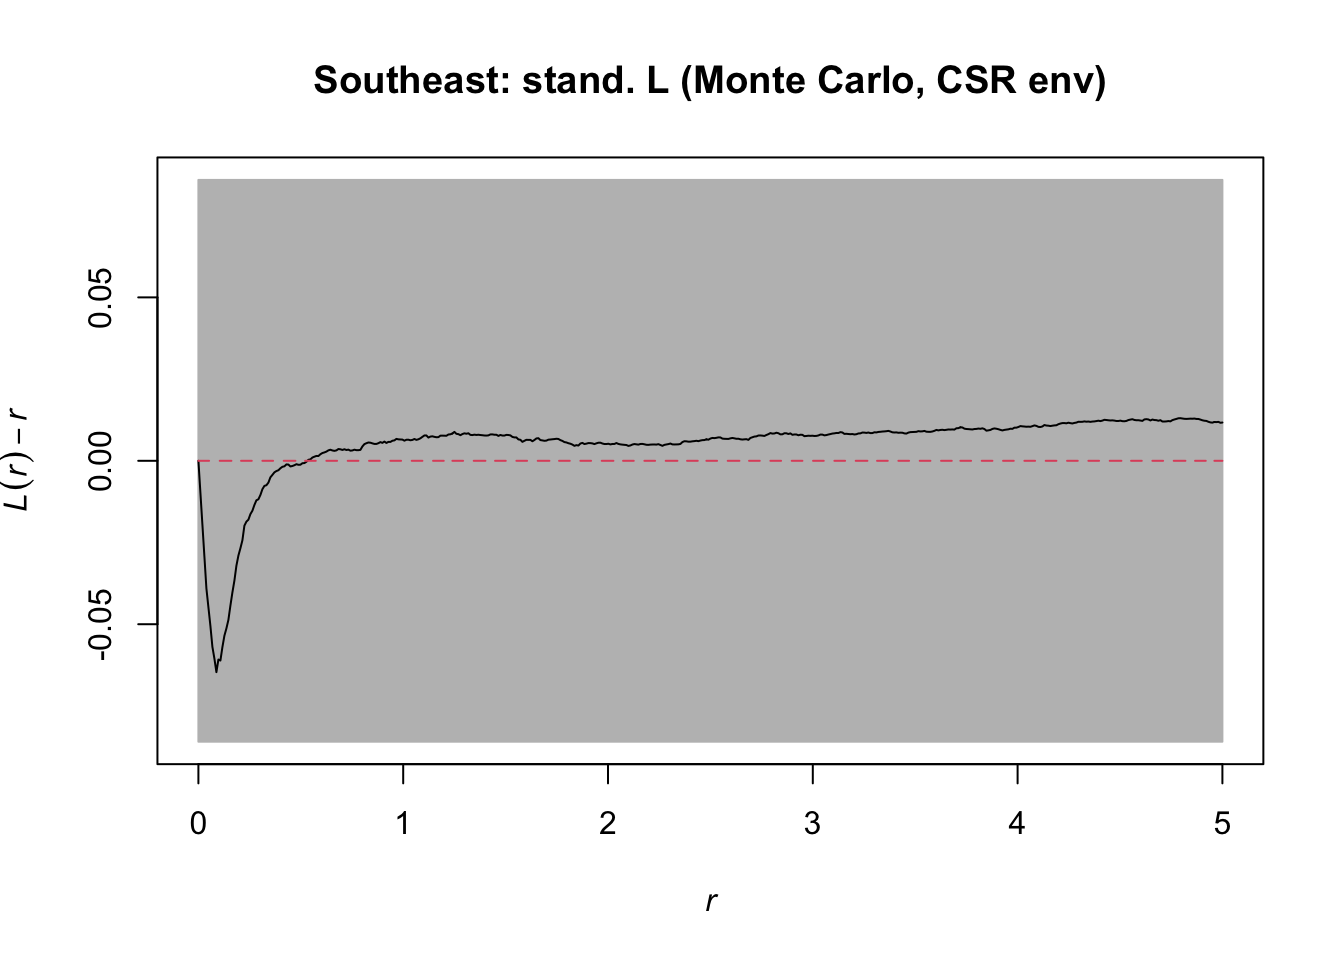 Southeast: stand. L (Monte Carlo, CSR env)
L(r) − r
0.05
0.00
-0.05
0 1 2 3 4 5
r